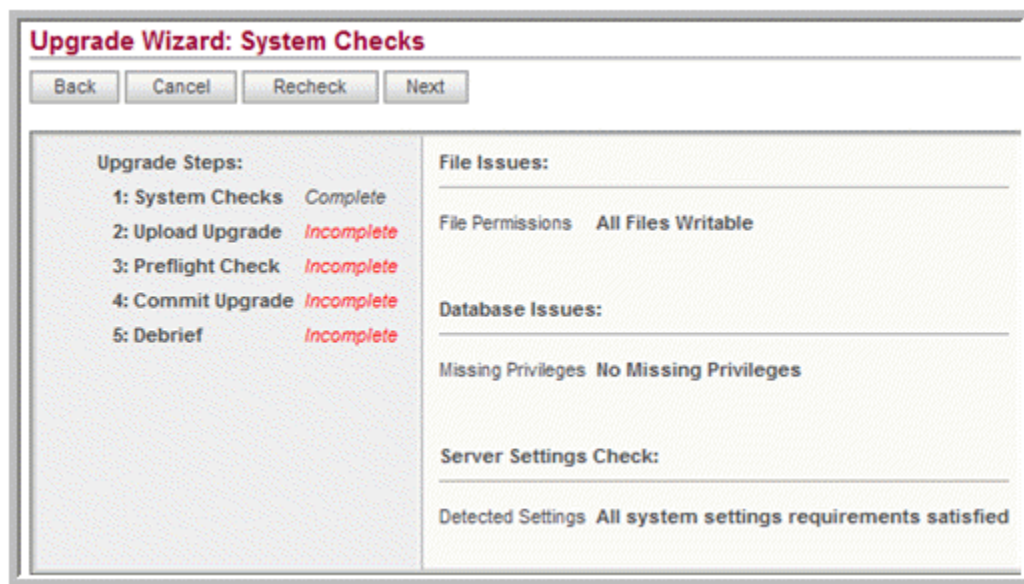 Upgrade Wizard: System Checks
Back Cancel Recheck Next
Upgrade Steps:
1: System Checks Complete
2: Upload Upgrade Incomplete
3: Preflight Check Incomplete
4: Commit Upgrade Incomplete
5: Debrief Incomplete
File Issues:
File Permissions All Files Writable
Database Issues:
Missing Privileges No Missing Privileges
Server Settings Check:
Detected Settings All system settings requirements satisfied